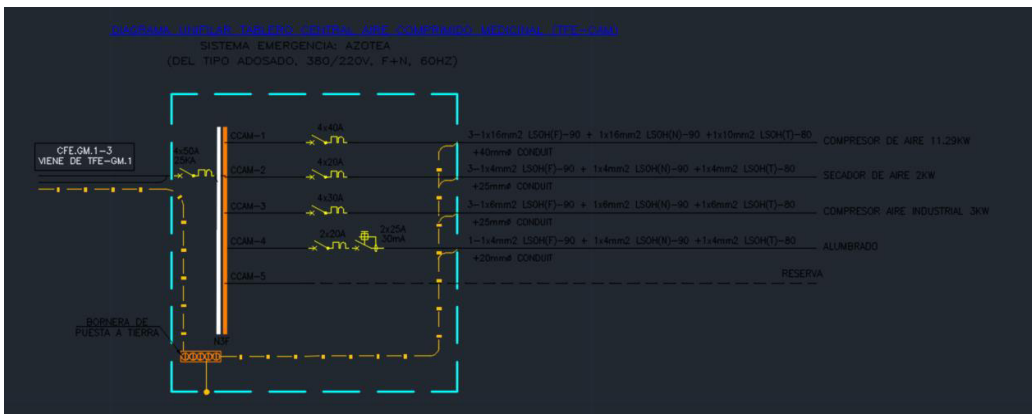 DIAGRAMA UNIFILAR TABLERO CENTRAL AIRE COMPRIMIDO MEDICINAL (TFE-CAM)
SISTEMA EMERGENCIA: AZOTEA
(DEL TIPO ADOSADO, 380/220V, F+N, 60HZ)
CFE.GM.1-3
VIENE DE TFE-GM.1
4x50A
25KA
CCAM-1
4x40A
3-1x16mm2 LSOH(F)-90 + 1x16mm2 LSOH(N)-90 +1x10mm2 LSOH(T)-80
+40mmø CONDUIT
COMPRESOR DE AIRE 11.29KW
CCAM-2
4x20A
3-1x4mm2 LSOH(F)-90 + 1x4mm2 LSOH(N)-90 +1x4mm2 LSOH(T)-80
+25mmø CONDUIT
SECADOR DE AIRE 2KW
CCAM-3
4x30A
3-1x6mm2 LSOH(F)-90 + 1x6mm2 LSOH(N)-90 +1x6mm2 LSOH(T)-80
+25mmø CONDUIT
COMPRESOR AIRE INDUSTRIAL 3KW
CCAM-4
2x20A
2x25A
30mA
1-1x4mm2 LSOH(F)-90 + 1x4mm2 LSOH(N)-90 +1x4mm2 LSOH(T)-80
+20mmø CONDUIT
ALUMBRADO
CCAM-5
RESERVA
BORNERA DE
PUESTA A TIERRA
N3F